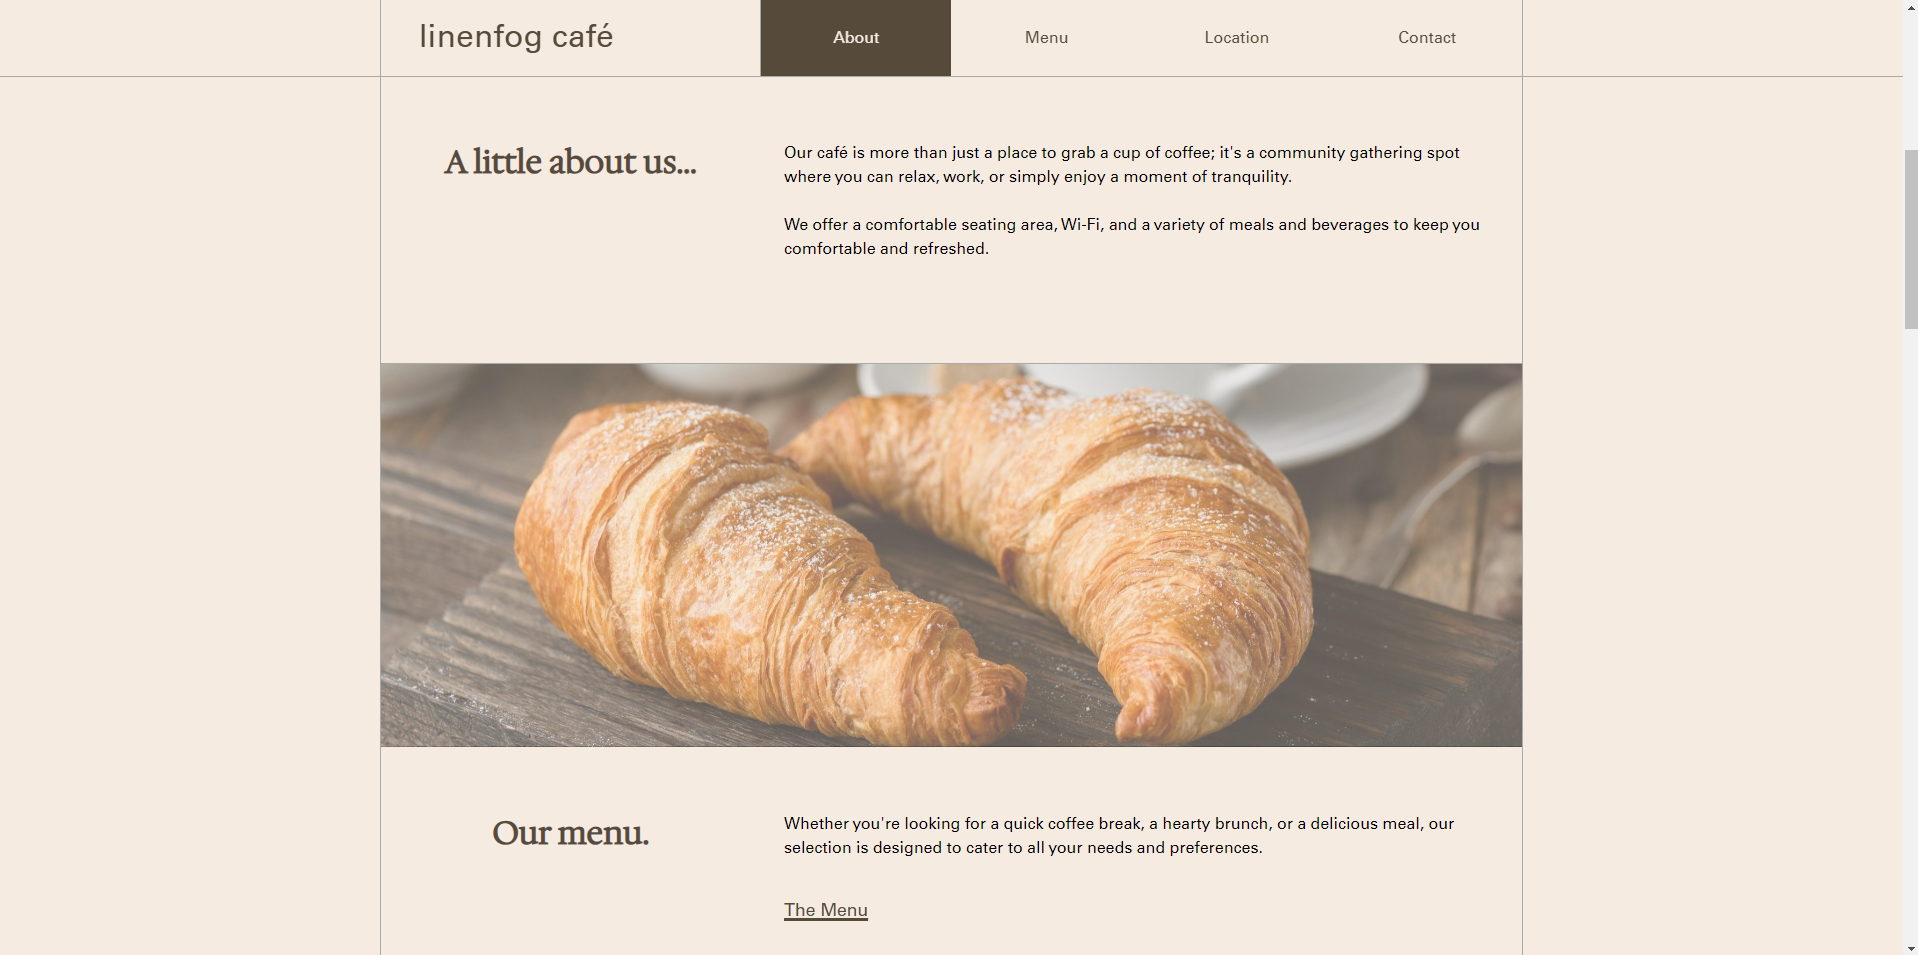 linenfog café
About
Menu
Location
Contact
A little about us...
Our café is more than just a place to grab a cup of coffee; it's a community gathering spot
where you can relax, work, or simply enjoy a moment of tranquility.
We offer a comfortable seating area, Wi-Fi, and a variety of meals and beverages to keep you
comfortable and refreshed.
Our menu.
Whether you're looking for a quick coffee break, a hearty brunch, or a delicious meal, our
selection is designed to cater to all your needs and preferences.
The Menu